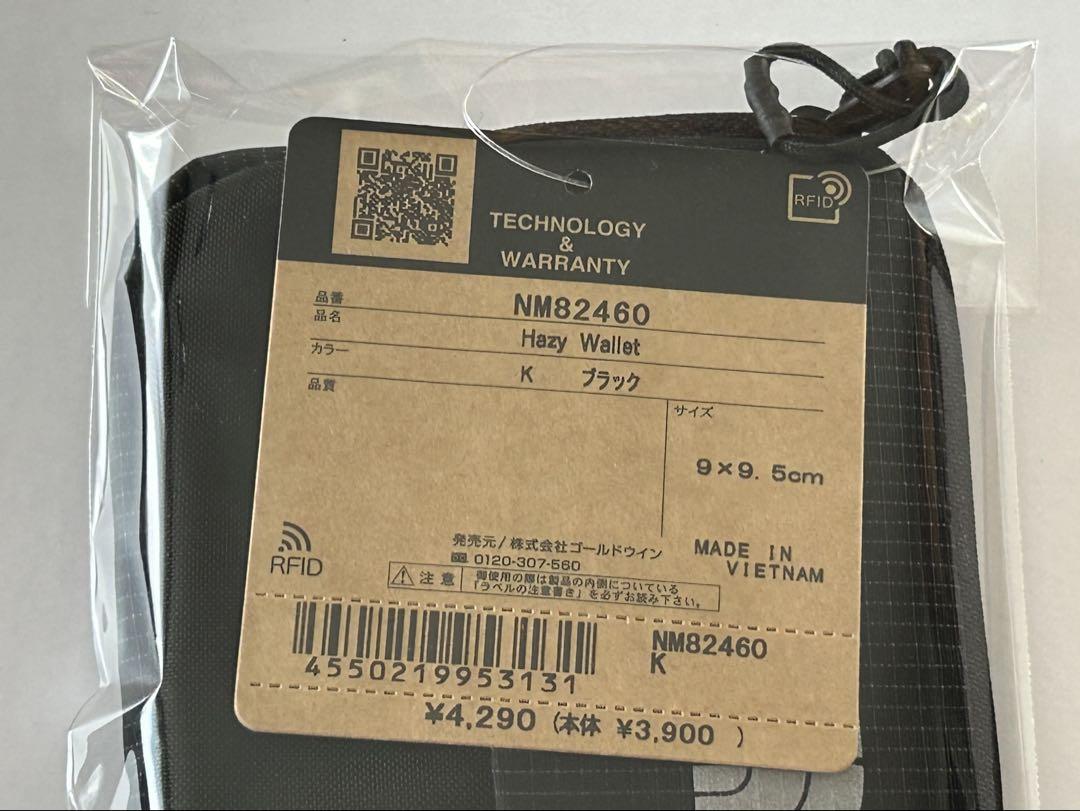 RFID
TECHNOLOGY
&
WARRANTY
品番 NM82460
品名 Hazy Wallet
カラー K ブラック
品質
サイズ
9×9.5cm
発売元/株式会社ゴールドウイン
0120-307-560
MADE IN
VIETNAM
RFID
注意
御使用の際は製品の内側についている
「ラベルの注意書き」を必ずお読み下さい。
NM82460
K
4550219953131
¥4,290 (本体 ¥3,900 )